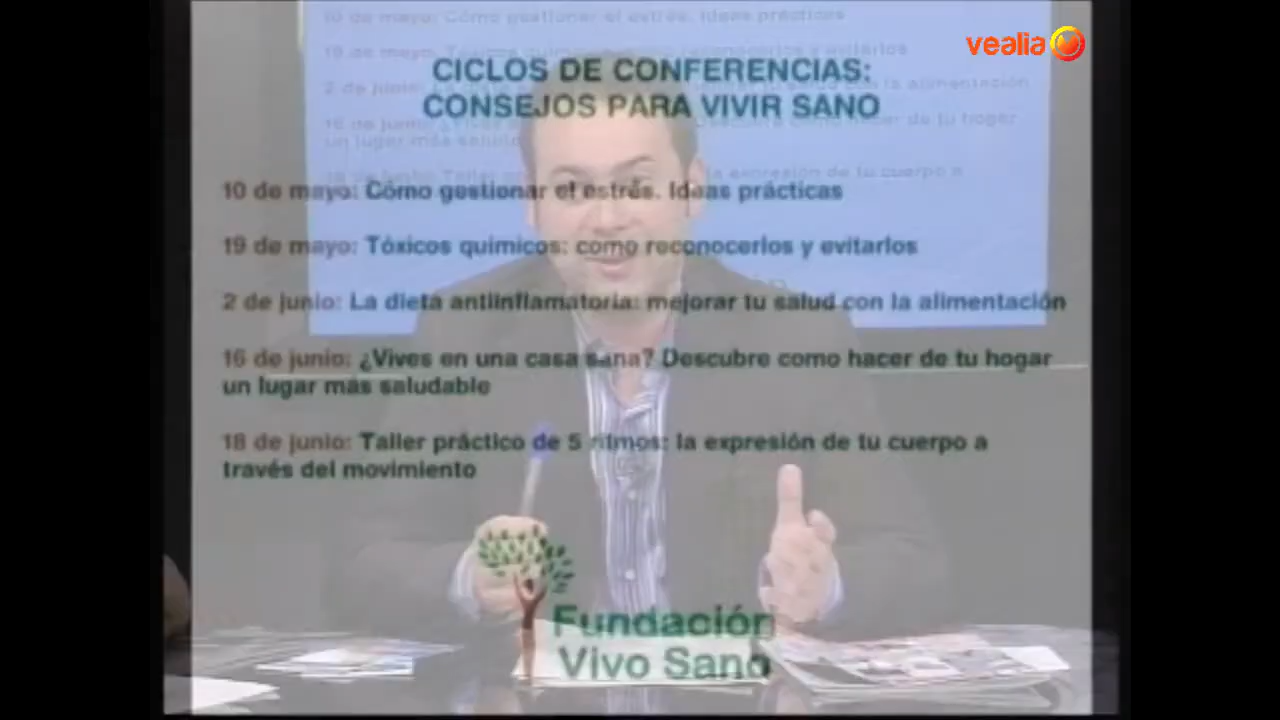 vealia
CICLOS DE CONFERENCIAS:
CONSEJOS PARA VIVIR SANO
10 de mayo: Cómo gestionar el estrés. Ideas prácticas
19 de mayo: Tóxicos químicos: como reconocerlos y evitarlos
2 de junio: La dieta antiinflamatoria: mejorar tu salud con la alimentación
16 de junio: ¿Vives en una casa sana? Descubre como hacer de tu hogar
un lugar más saludable
18 de junio: Taller práctico de 5 ritmos: la expresión de tu cuerpo a
través del movimiento
Fundación
Vivo Sano